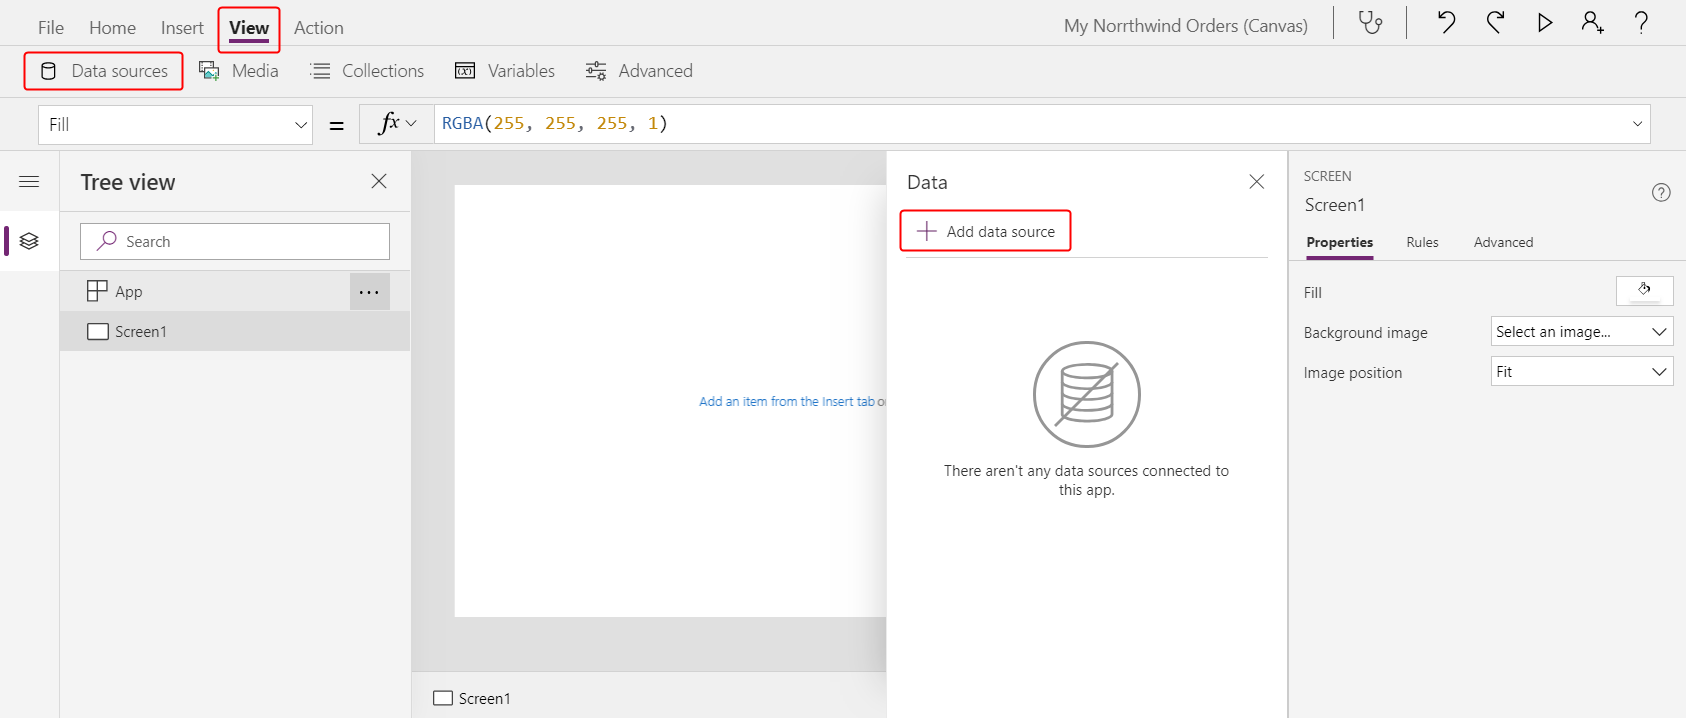 File Home Insert View Action My Norrthwind Orders (Canvas)
Data sources Media Collections Variables Advanced
Fill = fx RGBA(255, 255, 255, 1)
Tree view
Search
App
Screen1
Add an item from the Insert tab o
Screen1
Data
Add data source
There aren't any data sources connected to
this app.
SCREEN
Screen1
Properties Rules Advanced
Fill
Background image Select an image...
Image position Fit